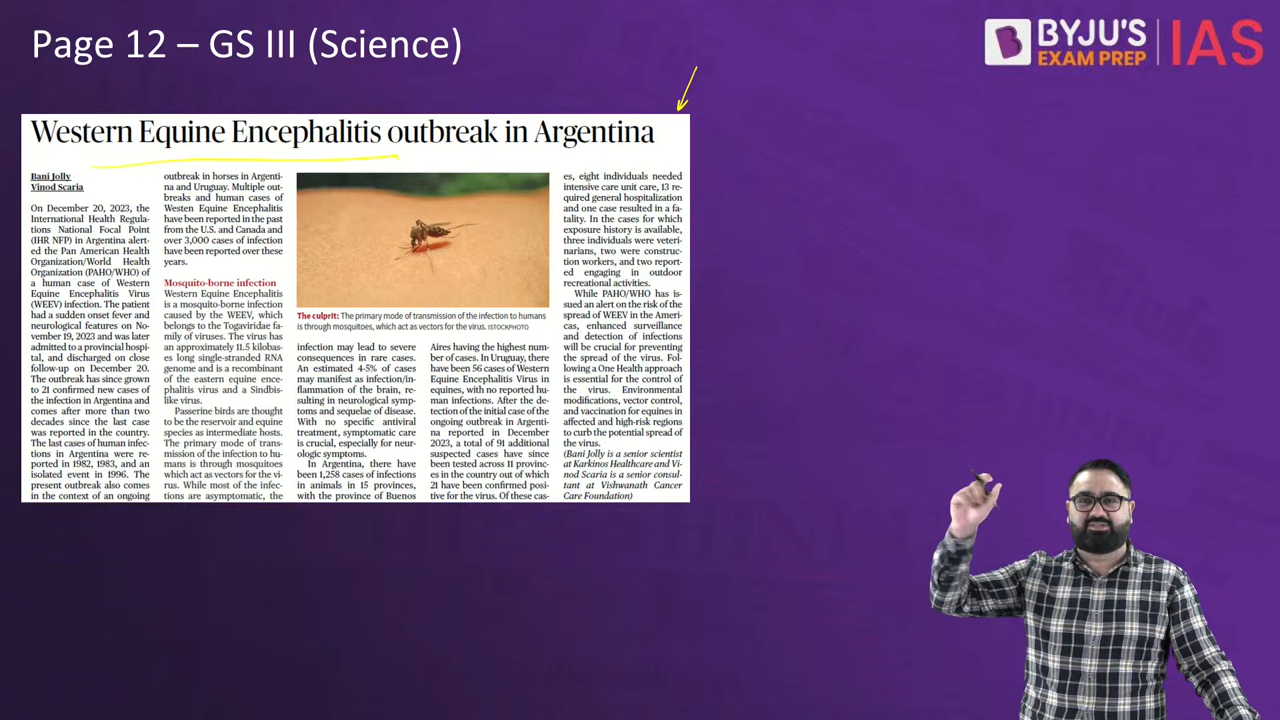 Page 12 – GS III (Science)
BYJU'S
EXAM PREP
IAS
Western Equine Encephalitis outbreak in Argentina
Bani Jolly
Vinod Scaria
On December 20, 2023, the
International Health Regula-
tions National Focal Point
(IHR NFP) in Argentina alert-
ed the Pan American Health
Organization/World Health
Organization (PAHO/WHO) of
a human case of Western
Equine Encephalitis Virus
(WEEV) infection. The patient
had a sudden onset fever and
neurological features on No-
vember 19, 2023 and was later
admitted to a provincial hospi-
tal, and discharged on close
follow-up on December 20.
The outbreak has since grown
to 21 confirmed new cases of
the infection in Argentina and
comes after more than two
decades since the last case
was reported in the country.
The last cases of human infec-
tions in Argentina were re-
ported in 1982, 1983, and an
isolated event in 1996. The
present outbreak also comes
in the context of an ongoing
outbreak in horses in Argenti-
na and Uruguay. Multiple out-
breaks and human cases of
Westen Equine Encephalitis
have been reported in the past
from the U.S. and Canada and
over 3,000 cases of infection
have been reported over these
years.
Mosquito-borne infection
Western Equine Encephalitis
is a mosquito-borne infection
caused by the WEEV, which
belongs to the Togaviridae fa-
mily of viruses. The virus has
an approximately 11.5 kilobas-
es long single-stranded RNA
genome and is a recombinant
of the eastern equine ence-
phalitis virus and a Sindbis-
like virus.
Passerine birds are thought
to be the reservoir and equine
species as intermediate hosts.
The primary mode of trans-
mission of the infection to hu-
mans is through mosquitoes
which act as vectors for the vi-
rus. While most of the infec-
tions are asymptomatic, the
The culprit: The primary mode of transmission of the infection to humans
is through mosquitoes, which act as vectors for the virus. ISTOCKPHOTO
infection may lead to severe
consequences in rare cases.
An estimated 4-5% of cases
may manifest as infection/in-
flammation of the brain, re-
sulting in neurological symp-
toms and sequelae of disease.
With no specific antiviral
treatment, symptomatic care
is crucial, especially for neur-
ologic symptoms.
In Argentina, there have
been 1,258 cases of infections
in animals in 15 provinces,
with the province of Buenos
Aires having the highest num-
ber of cases. In Uruguay, there
have been 56 cases of Western
Equine Encephalitis Virus in
equines, with no reported hu-
man infections. After the de-
tection of the initial case of the
ongoing outbreak in Argenti-
na reported in December
2023, a total of 91 additional
suspected cases have since
been tested across 11 provinc-
es in the country out of which
21 have been confirmed posi-
tive for the virus. Of these cas-
es, eight individuals needed
intensive care unit care, 13 re-
quired general hospitalization
and one case resulted in a fa-
tality. In the cases for which
exposure history is available,
three individuals were veteri-
narians, two were construc-
tion workers, and two report-
ed engaging in outdoor
recreational activities.
While PAHO/WHO has is-
sued an alert on the risk of the
spread of WEEV in the Ameri-
cas, enhanced surveillance
and detection of infections
will be crucial for preventing
the spread of the virus. Fol-
lowing a One Health approach
is essential for the control of
the virus. Environmental
modifications, vector control,
and vaccination for equines in
affected and high-risk regions
to curb the potential spread of
the virus.
(Bani Jolly is a senior scientist
at Karkinos Healthcare and Vi-
nod Scaria is a senior consul-
tant at Vishwanath Cancer
Care Foundation)